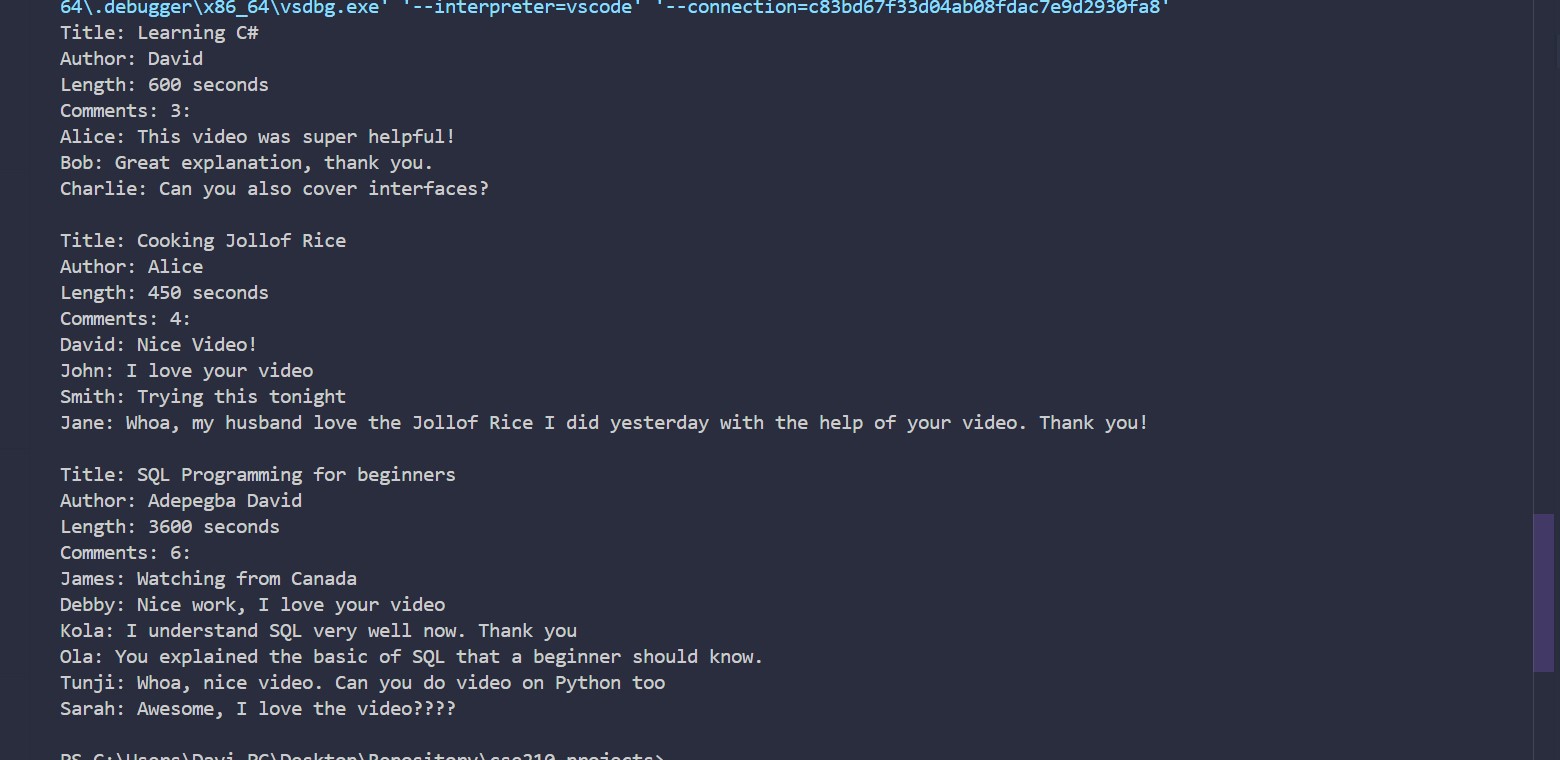 64\.debugger\x86_64\vsdbg.exe' '--interpreter=vscode' '--connection=c83bd67f33d04ab08fdac7e9d2930fa8'
Title: Learning C#
Author: David
Length: 600 seconds
Comments: 3:
Alice: This video was super helpful!
Bob: Great explanation, thank you.
Charlie: Can you also cover interfaces?
Title: Cooking Jollof Rice
Author: Alice
Length: 450 seconds
Comments: 4:
David: Nice Video!
John: I love your video
Smith: Trying this tonight
Jane: Whoa, my husband love the Jollof Rice I did yesterday with the help of your video. Thank you!
Title: SQL Programming for beginners
Author: Adepegba David
Length: 3600 seconds
Comments: 6:
James: Watching from Canada
Debby: Nice work, I love your video
Kola: I understand SQL very well now. Thank you
Ola: You explained the basic of SQL that a beginner should know.
Tunji: Whoa, nice video. Can you do video on Python too
Sarah: Awesome, I love the video????
PS C:\Users\Davi PC\Desktop\Repository\cse210-projects>